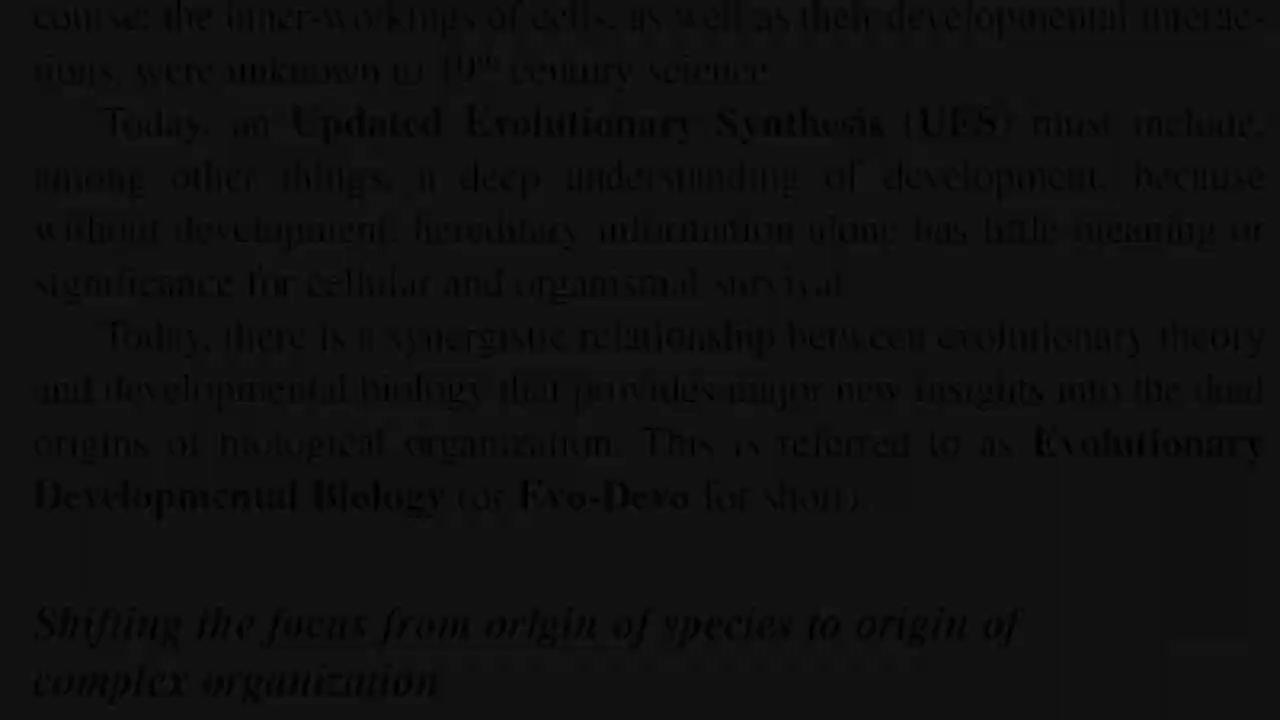 course: the inner-workings of cells, as well as their developmental interac-
tions, were unknown to 19th century science.
Today, an Updated Evolutionary Synthesis (UES) must include,
among other things, a deep understanding of development, because
without development, hereditary information alone has little meaning or
significance for cellular and organismal survival.
Today, there is a synergistic relationship between evolutionary theory
and developmental biology that provides major new insights into the dual
origins of biological organization. This is referred to as Evolutionary
Developmental Biology (or Evo-Devo for short).
Shifting the focus from origin of species to origin of
complex organization